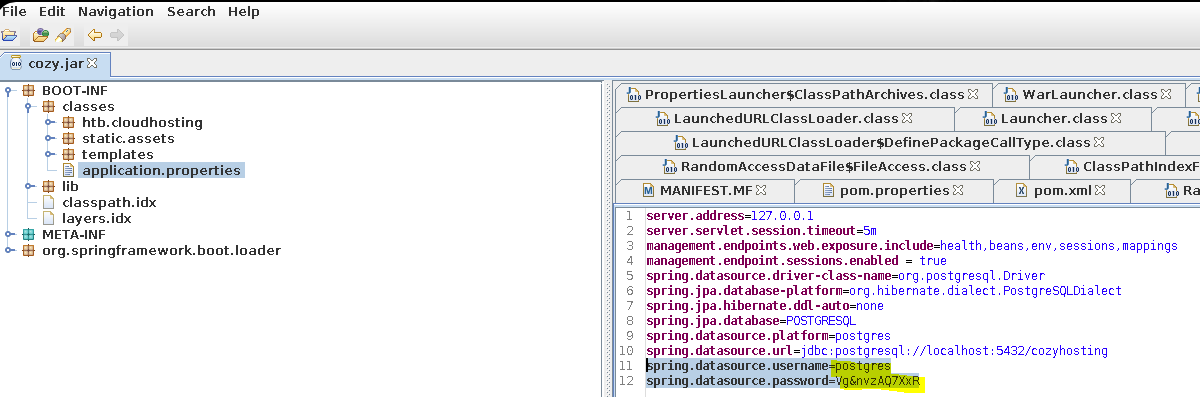 File Edit Navigation Search Help
cozy.jar
BOOT-INF
classes
htb.cloudhosting
static.assets
templates
application.properties
lib
classpath.idx
layers.idx
META-INF
org.springframework.boot.loader
PropertiesLauncher$ClassPathArchives.class WarLauncher.class
LaunchedURLClassLoader.class Launcher.class
LaunchedURLClassLoader$DefinePackageCallType.class
RandomAccessDataFile$FileAccess.class ClassPathIndexF
MANIFEST.MF pom.properties pom.xml Ra
1 server.address=127.0.0.1
2 server.servlet.session.timeout=5m
3 management.endpoints.web.exposure.include=health,beans,env,sessions,mappings
4 management.endpoint.sessions.enabled = true
5 spring.datasource.driver-class-name=org.postgresql.Driver
6 spring.jpa.database-platform=org.hibernate.dialect.PostgreSQLDialect
7 spring.jpa.hibernate.ddl-auto=none
8 spring.jpa.database=POSTGRESQL
9 spring.datasource.platform=postgres
10 spring.datasource.url=jdbc:postgresql://localhost:5432/cozyhosting
11 spring.datasource.username=postgres
12 spring.datasource.password=Vg&nvzAQ7XxR